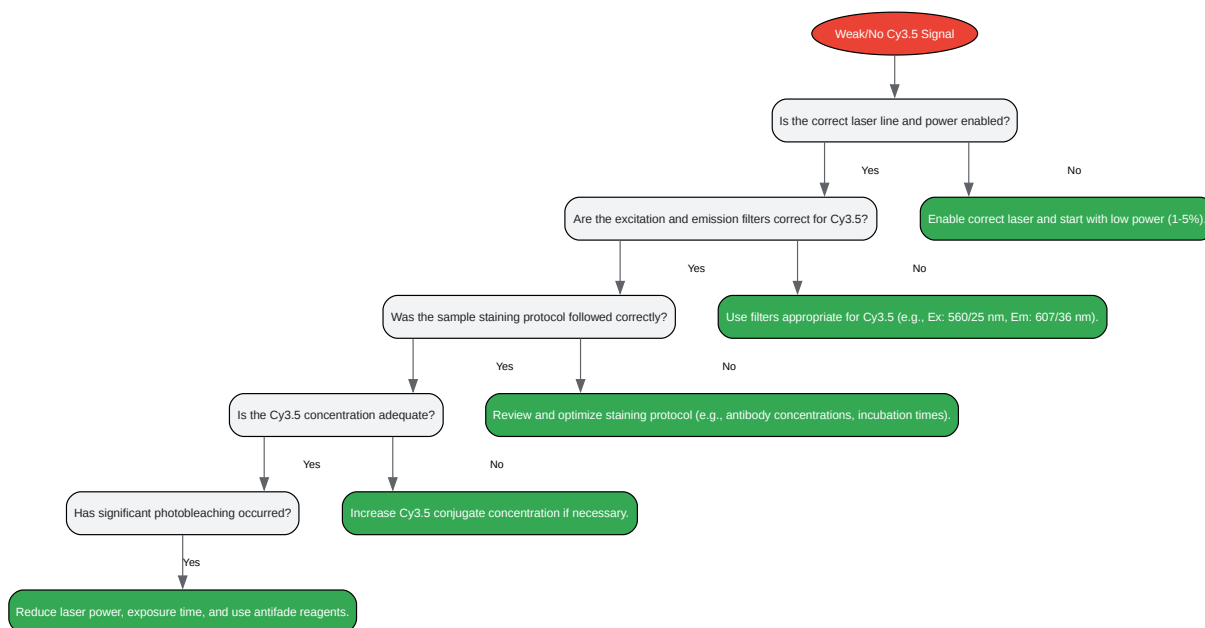 Weak/No Cy3.5 Signal
Is the correct laser line and power enabled?
Yes
No
Are the excitation and emission filters correct for Cy3.5?
Enable correct laser and start with low power (1-5%).
Yes
No
Was the sample staining protocol followed correctly?
Use filters appropriate for Cy3.5 (e.g., Ex: 560/25 nm, Em: 607/36 nm).
Yes
No
Is the Cy3.5 concentration adequate?
Review and optimize staining protocol (e.g., antibody concentrations, incubation times).
Yes
No
Has significant photobleaching occurred?
Increase Cy3.5 conjugate concentration if necessary.
Yes
Reduce laser power, exposure time, and use antifade reagents.